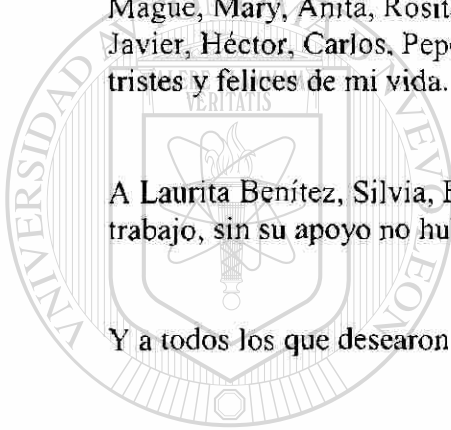 Mague, Mary, Anita, Rosit
Javier, Héctor, Carlos, Pep
tristes y felices de mi vida.
VERITATIS
A Laurita Benítez, Silvia,
trabajo, sin su apoyo no hu
Y a todos los que desearon